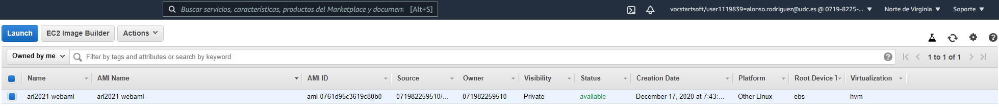 Buscar servicios, características, productos del Marketplace y document [Alt+S] vocstartsoft/user1119839=alonso.rodriguez@udc.es @ 0719-8225-... Norte de Virginia Soporte
Launch EC2 Image Builder Actions
Owned by me Filter by tags and attributes or search by keyword 1 to 1 of 1
Name AMI Name AMI ID Source Owner Visibility Status Creation Date Platform Root Device T Virtualization
ari2021-webami ari2021-webami ami-0761d95c3619c80b0 071982259510/... 071982259510 Private available December 17, 2020 at 7:43:... Other Linux ebs hvm